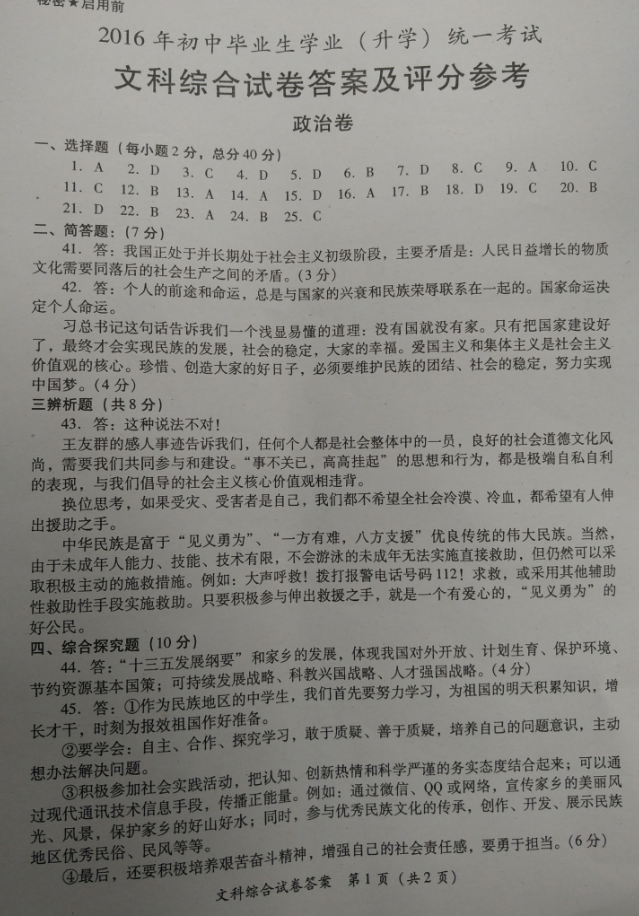 秘密★启用前
2016年初中毕业生学业（升学）统一考试
文科综合试卷答案及评分参考
政治卷
一、选择题（每小题2分，总分40分）
1. A 2. D 3. C 4. D 5. D 6. B 7. D 8. C 9. A 10. C
11. C 12. B 13. A 14. A 15. D 16. A 17. B 18. D 19. C 20. B
21. D 22. B 23. A 24. B 25. C
二、简答题：(7分)
41. 答：我国正处于并长期处于社会主义初级阶段，主要矛盾是：人民日益增长的物质
文化需要同落后的社会生产之间的矛盾。(3分)
42. 答：个人的前途和命运，总是与国家的兴衰和民族荣辱联系在一起的。国家命运决
定个人命运。
习总书记这句话告诉我们一个浅显易懂的道理：没有国就没有家。只有把国家建设好
了，最终才会实现民族的发展，社会的稳定，大家的幸福。爱国主义和集体主义是社会主义
价值观的核心。珍惜、创造大家的好日子，必须要维护民族的团结、社会的稳定，努力实现
中国梦。(4分)
三辨析题（共8分）
43. 答：这种说法不对！
王友群的感人事迹告诉我们，任何个人都是社会整体中的一员，良好的社会道德文化风
尚，需要我们共同参与和建设。“事不关已，高高挂起”的思想和行为，都是极端自私自利
的表现，与我们倡导的社会主义核心价值观相违背。
换位思考，如果受灾、受害者是自己，我们都不希望全社会冷漠、冷血，都希望有人伸
出援助之手。
中华民族是富于“见义勇为”、“一方有难，八方支援”优良传统的伟大民族。当然，
由于未成年人能力、技能、技术有限，不会游泳的未成年无法实施直接救助，但仍然可以采
取积极主动的施救措施。例如：大声呼救！拨打报警电话号码112！求救，或采用其他辅助
性救助性手段实施救助。只要积极参与伸出救援之手，就是一个有爱心的，“见义勇为”的
好公民。
四、综合探究题（10分）
44. 答：“十三五发展纲要”和家乡的发展，体现我国对外开放、计划生育、保护环境、
节约资源基本国策；可持续发展战略、科教兴国战略、人才强国战略。(4分)
45. 答：①作为民族地区的中学生，我们首先要努力学习，为祖国的明天积累知识，增
长才干，时刻为报效祖国作好准备。
②要学会：自主、合作、探究学习，敢于质疑、善于质疑，培养自己的问题意识，主动
想办法解决问题。
③积极参加社会实践活动，把认知、创新热情和科学严谨的务实态度结合起来；可以通
过现代通讯技术信息手段，传播正能量。例如：通过微信、QQ或网络，宣传家乡的美丽风
光、风景，保护家乡的好山好水；同时，参与优秀民族文化的传承，创作、开发、展示民族
地区优秀民俗、民风等等。
④最后，还要积极培养艰苦奋斗精神，增强自己的社会责任感，要勇于担当。(6分)
文科综合试卷答案 第1页（共2页）